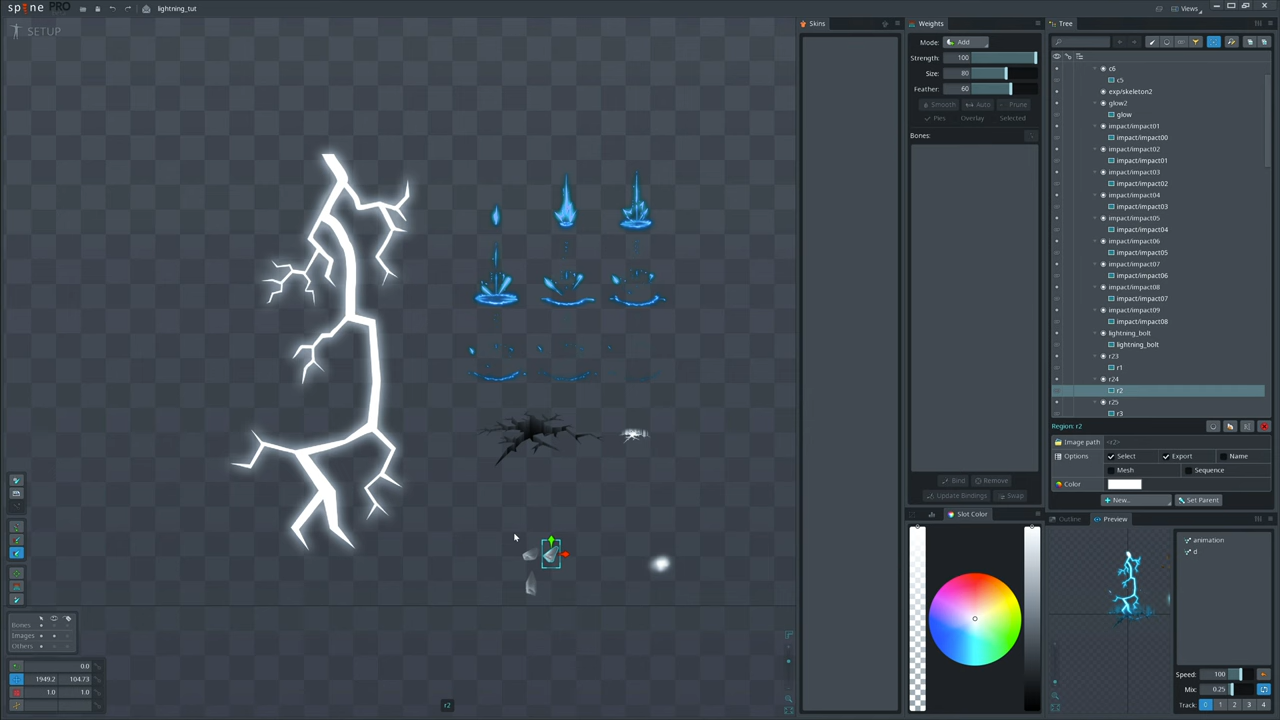 spine PRO
lightning_tut
Views
SETUP
Skins
Weights
Tree
Mode:
Add
Strength:
100
Size:
80
Feather:
60
Smooth
Auto
Prune
Pies
Overlay
Selected
Bones:
Bind
Remove
Update Bindings
Swap
c6
c5
exp/skeleton2
glow2
glow
impact/impact01
impact/impact00
impact/impact02
impact/impact01
impact/impact03
impact/impact02
impact/impact04
impact/impact03
impact/impact05
impact/impact04
impact/impact06
impact/impact05
impact/impact07
impact/impact06
impact/impact08
impact/impact07
impact/impact09
impact/impact08
lightning_bolt
lightning_bolt
r23
r1
r24
r2
r25
r3
Region: r2
Image path
<r2>
Options
Select
Export
Name
Mesh
Sequence
Color
New...
Set Parent
Slot Color
Outline
Preview
animation
d
Speed:
100
Mix:
0.25
Track:
0 1 2 3 4
Bones
Images
Others
0.0
1949.2
104.73
1.0
1.0
r2